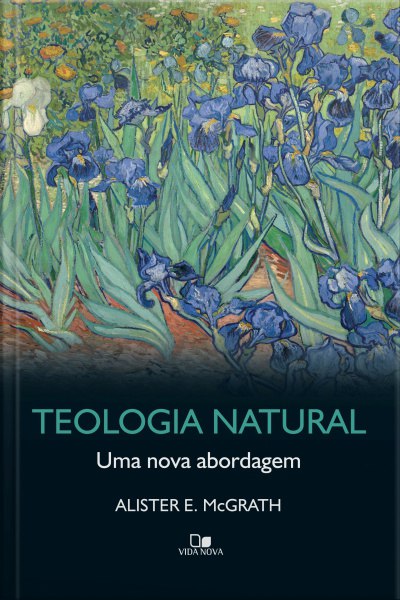 TEOLOGIA NATURAL
Uma nova abordagem
ALISTER E. McGRATH
VIDA NOVA